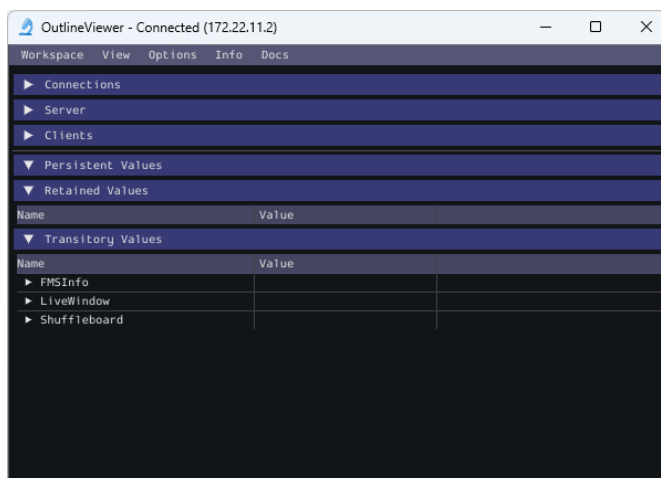 OutlineViewer - Connected (172.22.11.2)
Workspace View Options Info Docs
Connections
Server
Clients
Persistent Values
Retained Values
Name Value
Transitory Values
Name Value
FMSInfo
LiveWindow
Shuffleboard